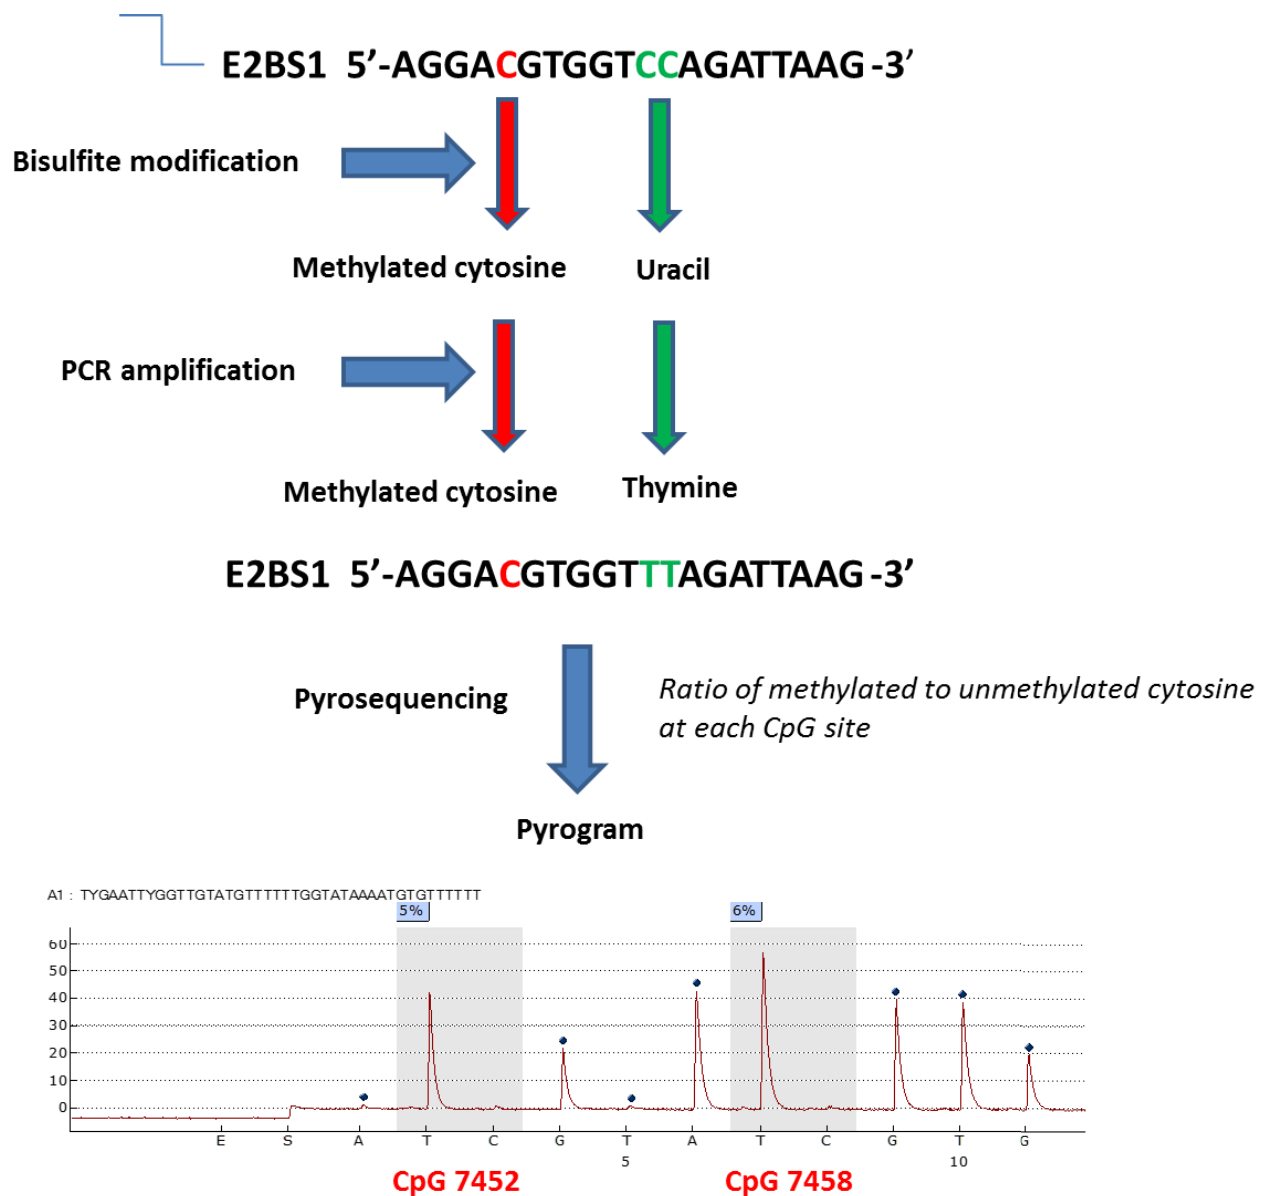 E2BS1 5’-AGGACGTGGTCCAGATTAAG-3’
Bisulfite modification
Methylated cytosine Uracil
PCR amplification
Methylated cytosine Thymine
E2BS1 5’-AGGACGTGGTTTAGATTAAG-3’
Pyrosequencing
Ratio of methylated to unmethylated cytosine
at each CpG site
Pyrogram
A1 : TYGAATTYGGTTGTATGTTTTTTGGTATAAAATGTGTTTTTT
5% 6%
60
50
40
30
20
10
0
E S A T C G T A T C G T G
5 10
CpG 7452 CpG 7458